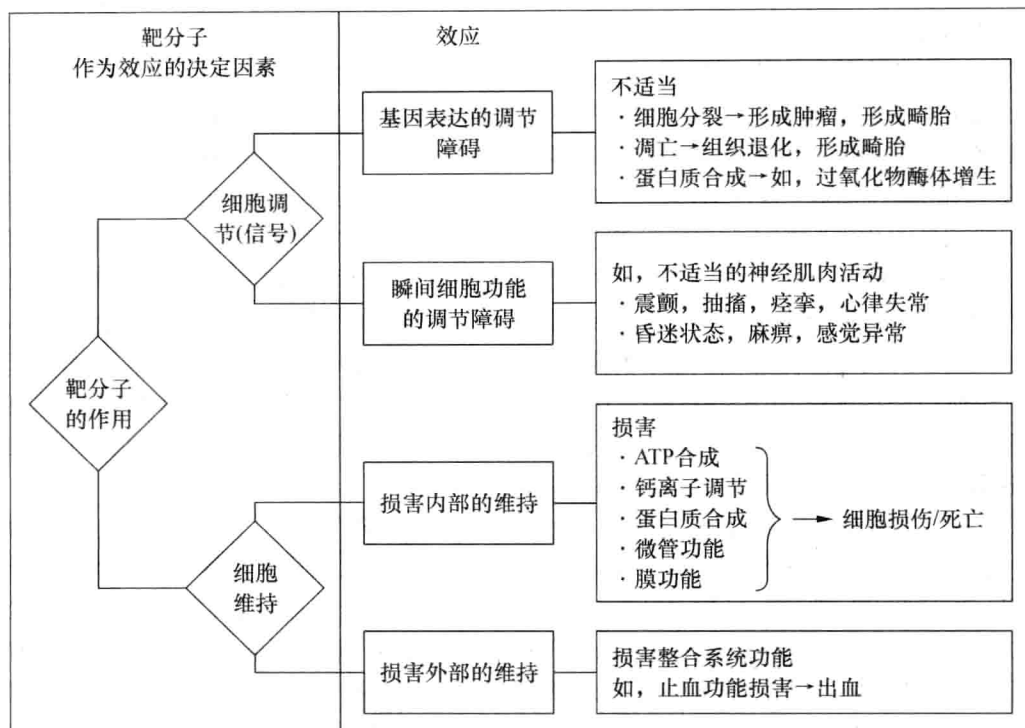 靶分子
作为效应的决定因素
效应
靶分子
的作用
细胞调
节(信号)
基因表达的调节
障碍
不适当
·细胞分裂→形成肿瘤，形成畸胎
·凋亡→组织退化，形成畸胎
·蛋白质合成→如，过氧化物酶体增生
瞬间细胞功能
的调节障碍
如，不适当的神经肌肉活动
·震颤，抽搐，痉挛，心律失常
·昏迷状态，麻痹，感觉异常
细胞
维持
损害内部的维持
损害
·ATP合成
·钙离子调节
·蛋白质合成
·微管功能
·膜功能
→细胞损伤/死亡
损害外部的维持
损害整合系统功能
如，止血功能损害→出血